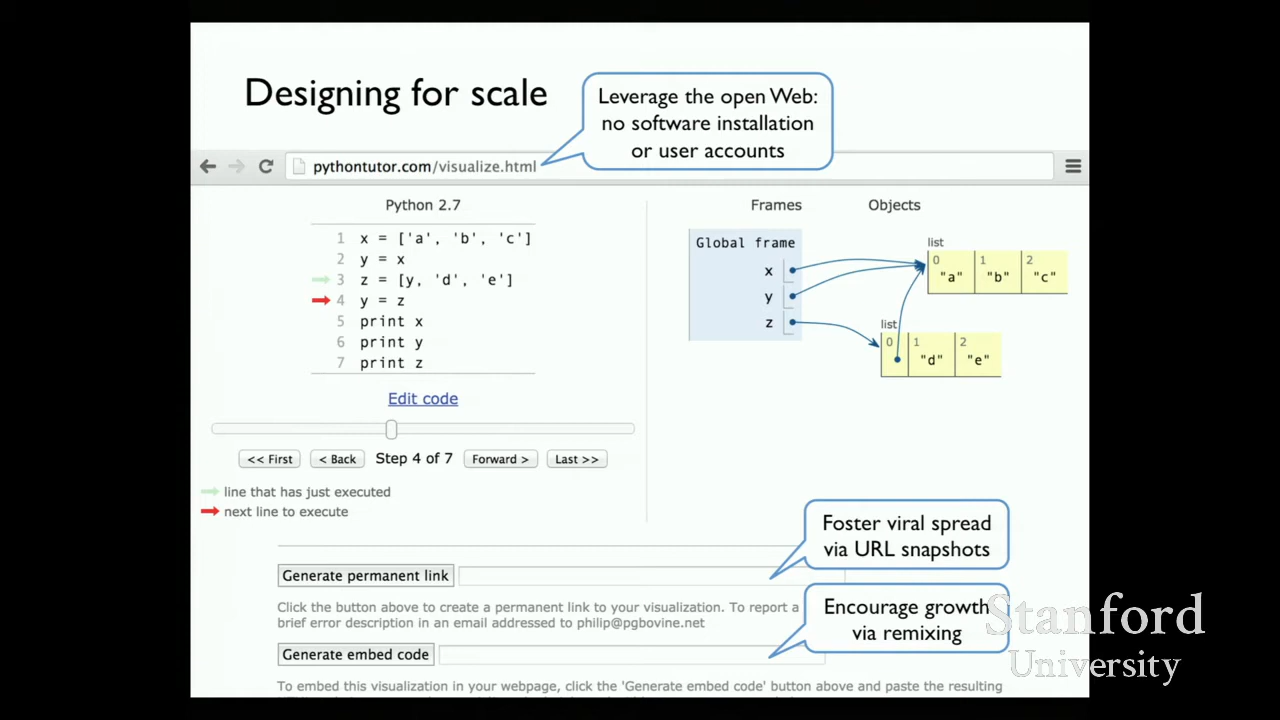 Designing for scale
Leverage the open Web:
no software installation
or user accounts
pythontutor.com/visualize.html
Python 2.7
1 x = ['a', 'b', 'c']
2 y = x
3 z = [y, 'd', 'e']
4 y = z
5 print x
6 print y
7 print z
Edit code
<< First
< Back
Step 4 of 7
Forward >
Last >>
line that has just executed
next line to execute
Frames
Objects
Global frame
x
y
z
list
0 1 2
"a" "b" "c"
list
0 1 2
"d" "e"
Foster viral spread
via URL snapshots
Generate permanent link
Click the button above to create a permanent link to your visualization. To report a
brief error description in an email addressed to philip@pgbovine.net
Encourage growth
via remixing
Generate embed code
To embed this visualization in your webpage, click the 'Generate embed code' button above and paste the resulting
Stanford
University